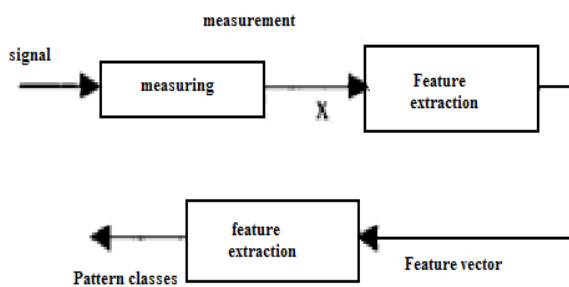 measurement
signal
measuring
X
Feature
extraction
feature
extraction
Pattern classes
Feature vector